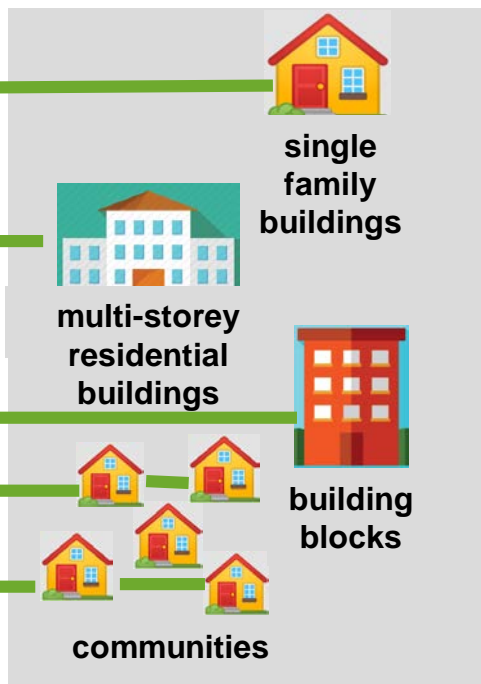 single
family
buildings
multi-storey
residential
buildings
building
blocks
communities